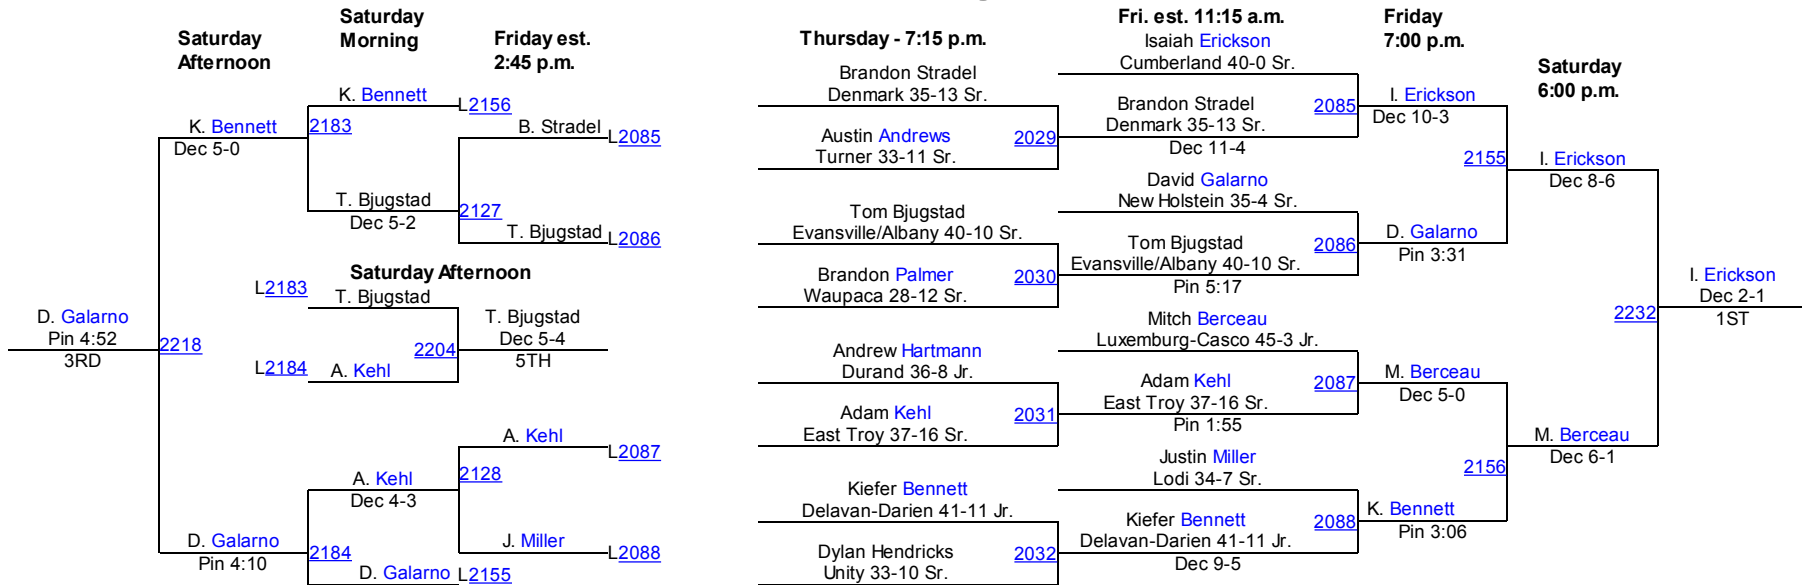 Saturday
Afternoon
Saturday
Morning
Friday est.
2:45 p.m.
K. Bennett
L2156
K. Bennett
2183
Dec 5-0
B. Stradel
L2085
T. Bjugstad
2127
Dec 5-2
T. Bjugstad
L2086
Saturday Afternoon
L2183
T. Bjugstad
D. Galarno
Pin 4:52
3RD
2218
T. Bjugstad
Dec 5-4
5TH
2204
L2184
A. Kehl
A. Kehl
L2087
A. Kehl
2128
Dec 4-3
D. Galarno
Pin 4:10
2184
J. Miller
L2088
D. Galarno
L2155
Thursday - 7:15 p.m.
Brandon Stradel
Denmark 35-13 Sr.
Austin Andrews
Turner 33-11 Sr.
2029
Tom Bjugstad
Evansville/Albany 40-10 Sr.
Brandon Palmer
Waupaca 28-12 Sr.
2030
Andrew Hartmann
Durand 36-8 Jr.
Adam Kehl
East Troy 37-16 Sr.
2031
Kiefer Bennett
Delavan-Darien 41-11 Jr.
Dylan Hendricks
Unity 33-10 Sr.
2032
Fri. est. 11:15 a.m.
Isaiah Erickson
Cumberland 40-0 Sr.
Brandon Stradel
Denmark 35-13 Sr.
Dec 11-4
2085
David Galarno
New Holstein 35-4 Sr.
Tom Bjugstad
Evansville/Albany 40-10 Sr.
Pin 5:17
2086
Mitch Berceau
Luxemburg-Casco 45-3 Jr.
Adam Kehl
East Troy 37-16 Sr.
Pin 1:55
2087
Justin Miller
Lodi 34-7 Sr.
Kiefer Bennett
Delavan-Darien 41-11 Jr.
Dec 9-5
2088
Friday
7:00 p.m.
I. Erickson
Dec 10-3
2155
D. Galarno
Pin 3:31
M. Berceau
Dec 5-0
2156
K. Bennett
Pin 3:06
Saturday
6:00 p.m.
I. Erickson
Dec 8-6
2232
M. Berceau
Dec 6-1
I. Erickson
Dec 2-1
1ST